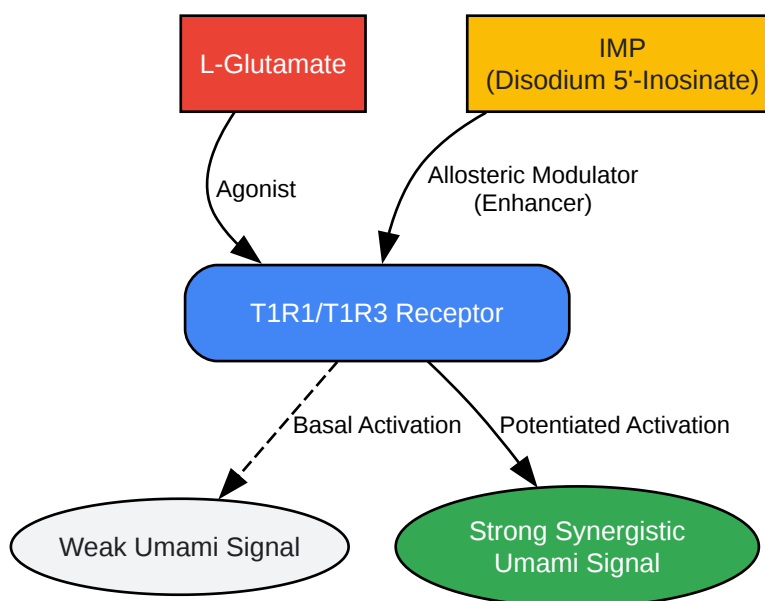 L-Glutamate
IMP
(Disodium 5'-Inosinate)
Agonist
Allosteric Modulator
(Enhancer)
T1R1/T1R3 Receptor
Basal Activation
Potentiated Activation
Weak Umami Signal
Strong Synergistic
Umami Signal